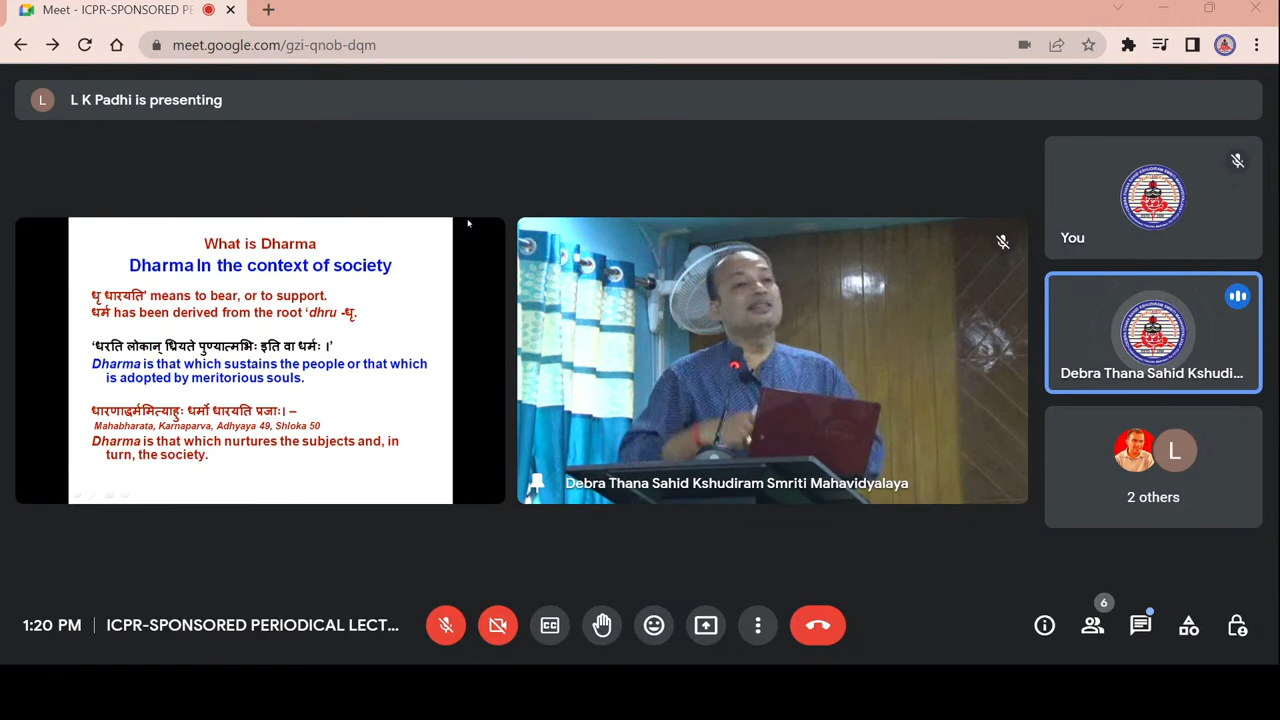 Meet - ICPR-SPONSORED PE
meet.google.com/gzi-qnob-dqm
L
L K Padhi is presenting
What is Dharma
Dharma In the context of society
धृ धारयति' means to bear, or to support.
धर्म has been derived from the root 'dhru -धृ.
'धरति लोकान् ध्रियते पुण्यात्मभिः इति वा धर्मः ।'
Dharma is that which sustains the people or that which
is adopted by meritorious souls.
धारणाद्धर्ममित्याहुः धर्मो धारयति प्रजाः। –
Mahabharata, Karnaparva, Adhyaya 49, Shloka 50
Dharma is that which nurtures the subjects and, in
turn, the society.
Debra Thana Sahid Kshudiram Smriti Mahavidyalaya
You
Debra Thana Sahid Kshudi...
L
2 others
1:20 PM | ICPR-SPONSORED PERIODICAL LECT...
CC
6